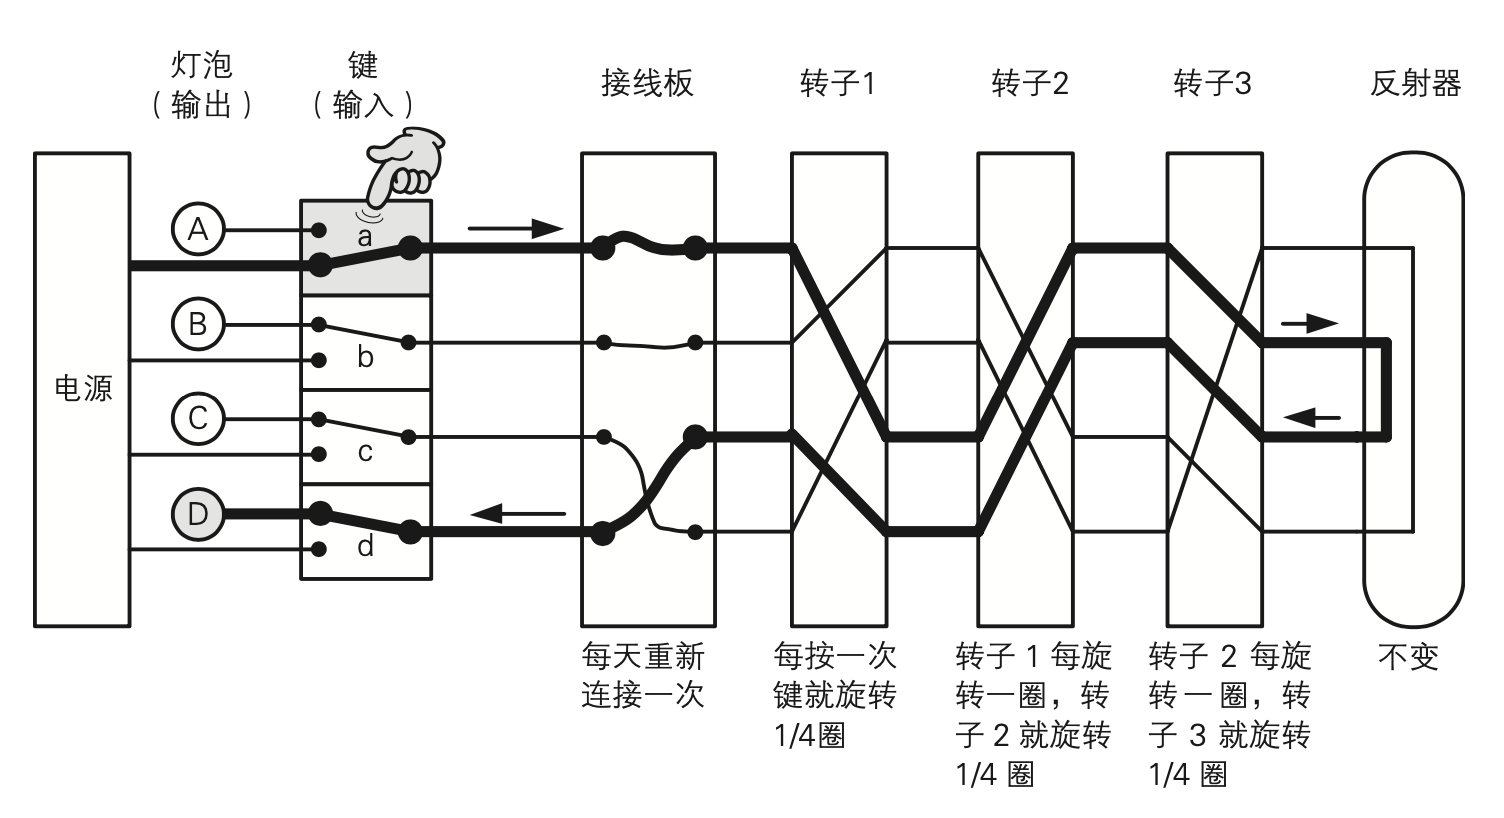 灯泡
（输出）
键
（输入）
接线板
转子1
转子2
转子3
反射器
电源
A
B
C
D
a
b
c
d
每天重新
连接一次
每按一次
键就旋转
1/4圈
转子 1 每旋
转一圈，转
子 2 就旋转
1/4 圈
转子 2 每旋
转一圈，转
子 3 就旋转
1/4 圈
不变